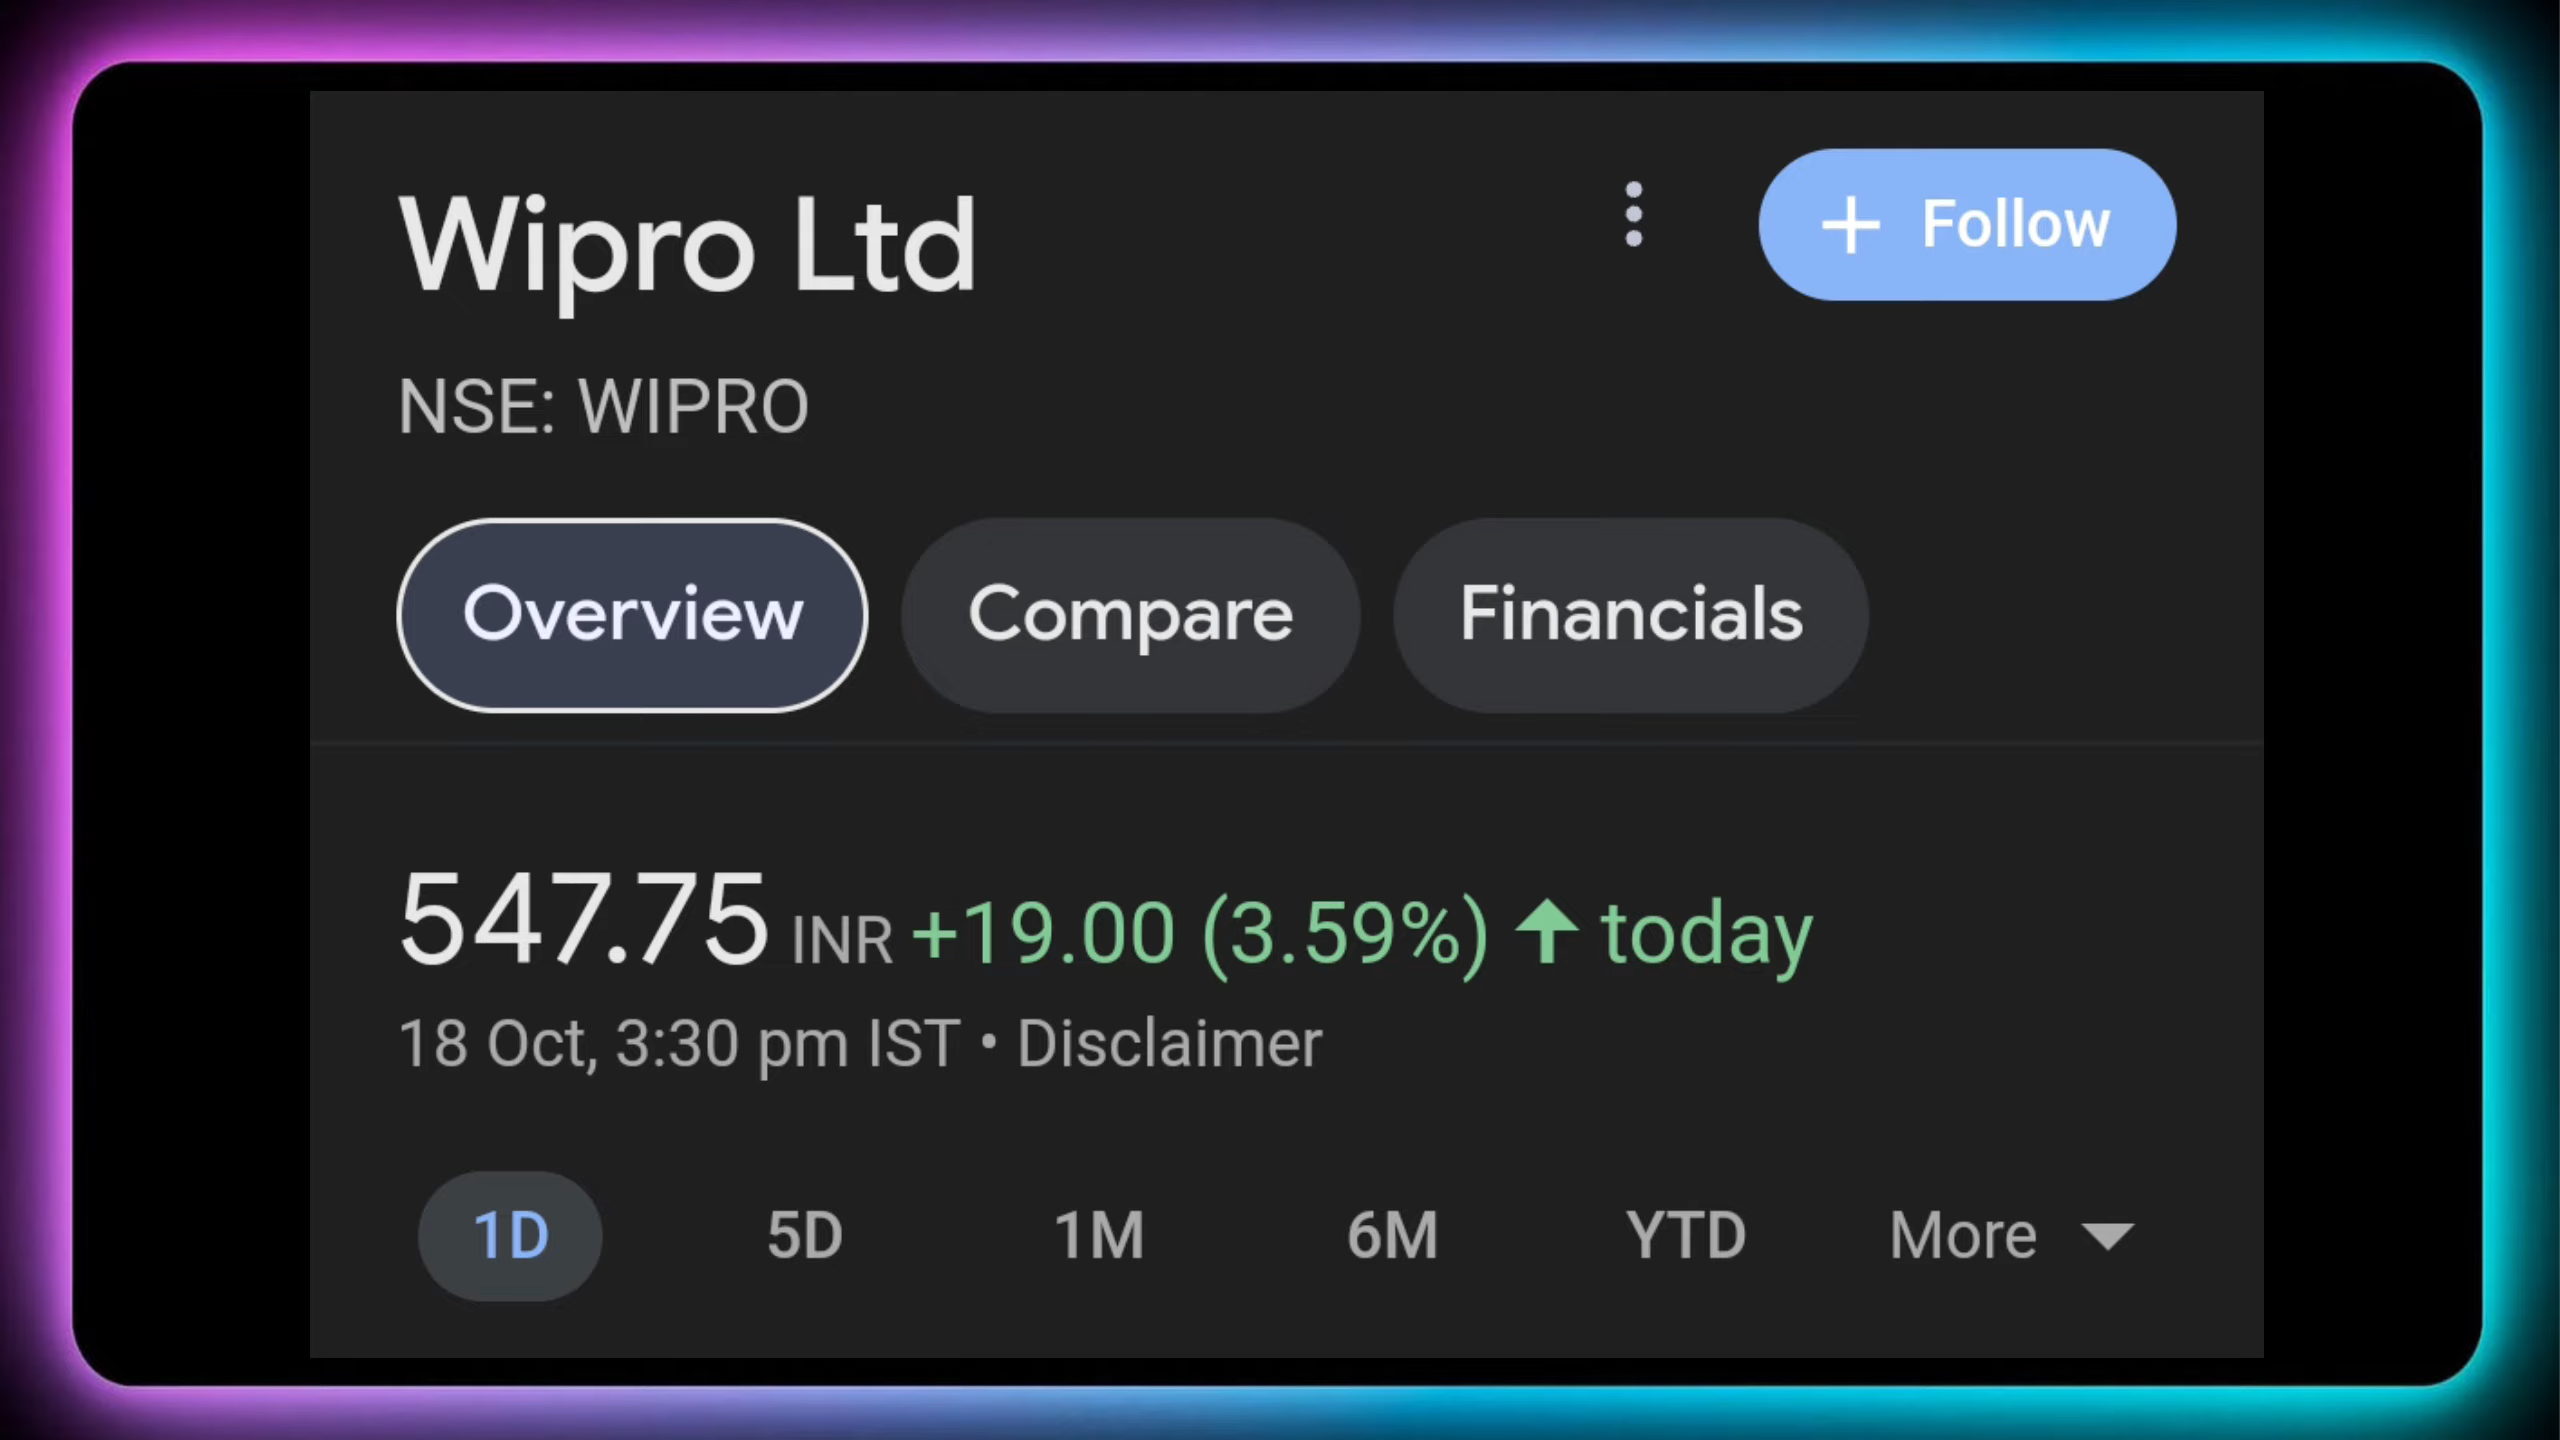 Wipro Ltd
+ Follow
NSE: WIPRO
Overview Compare Financials
547.75 INR +19.00 (3.59%) ↑ today
18 Oct, 3:30 pm IST • Disclaimer
1D 5D 1M 6M YTD More